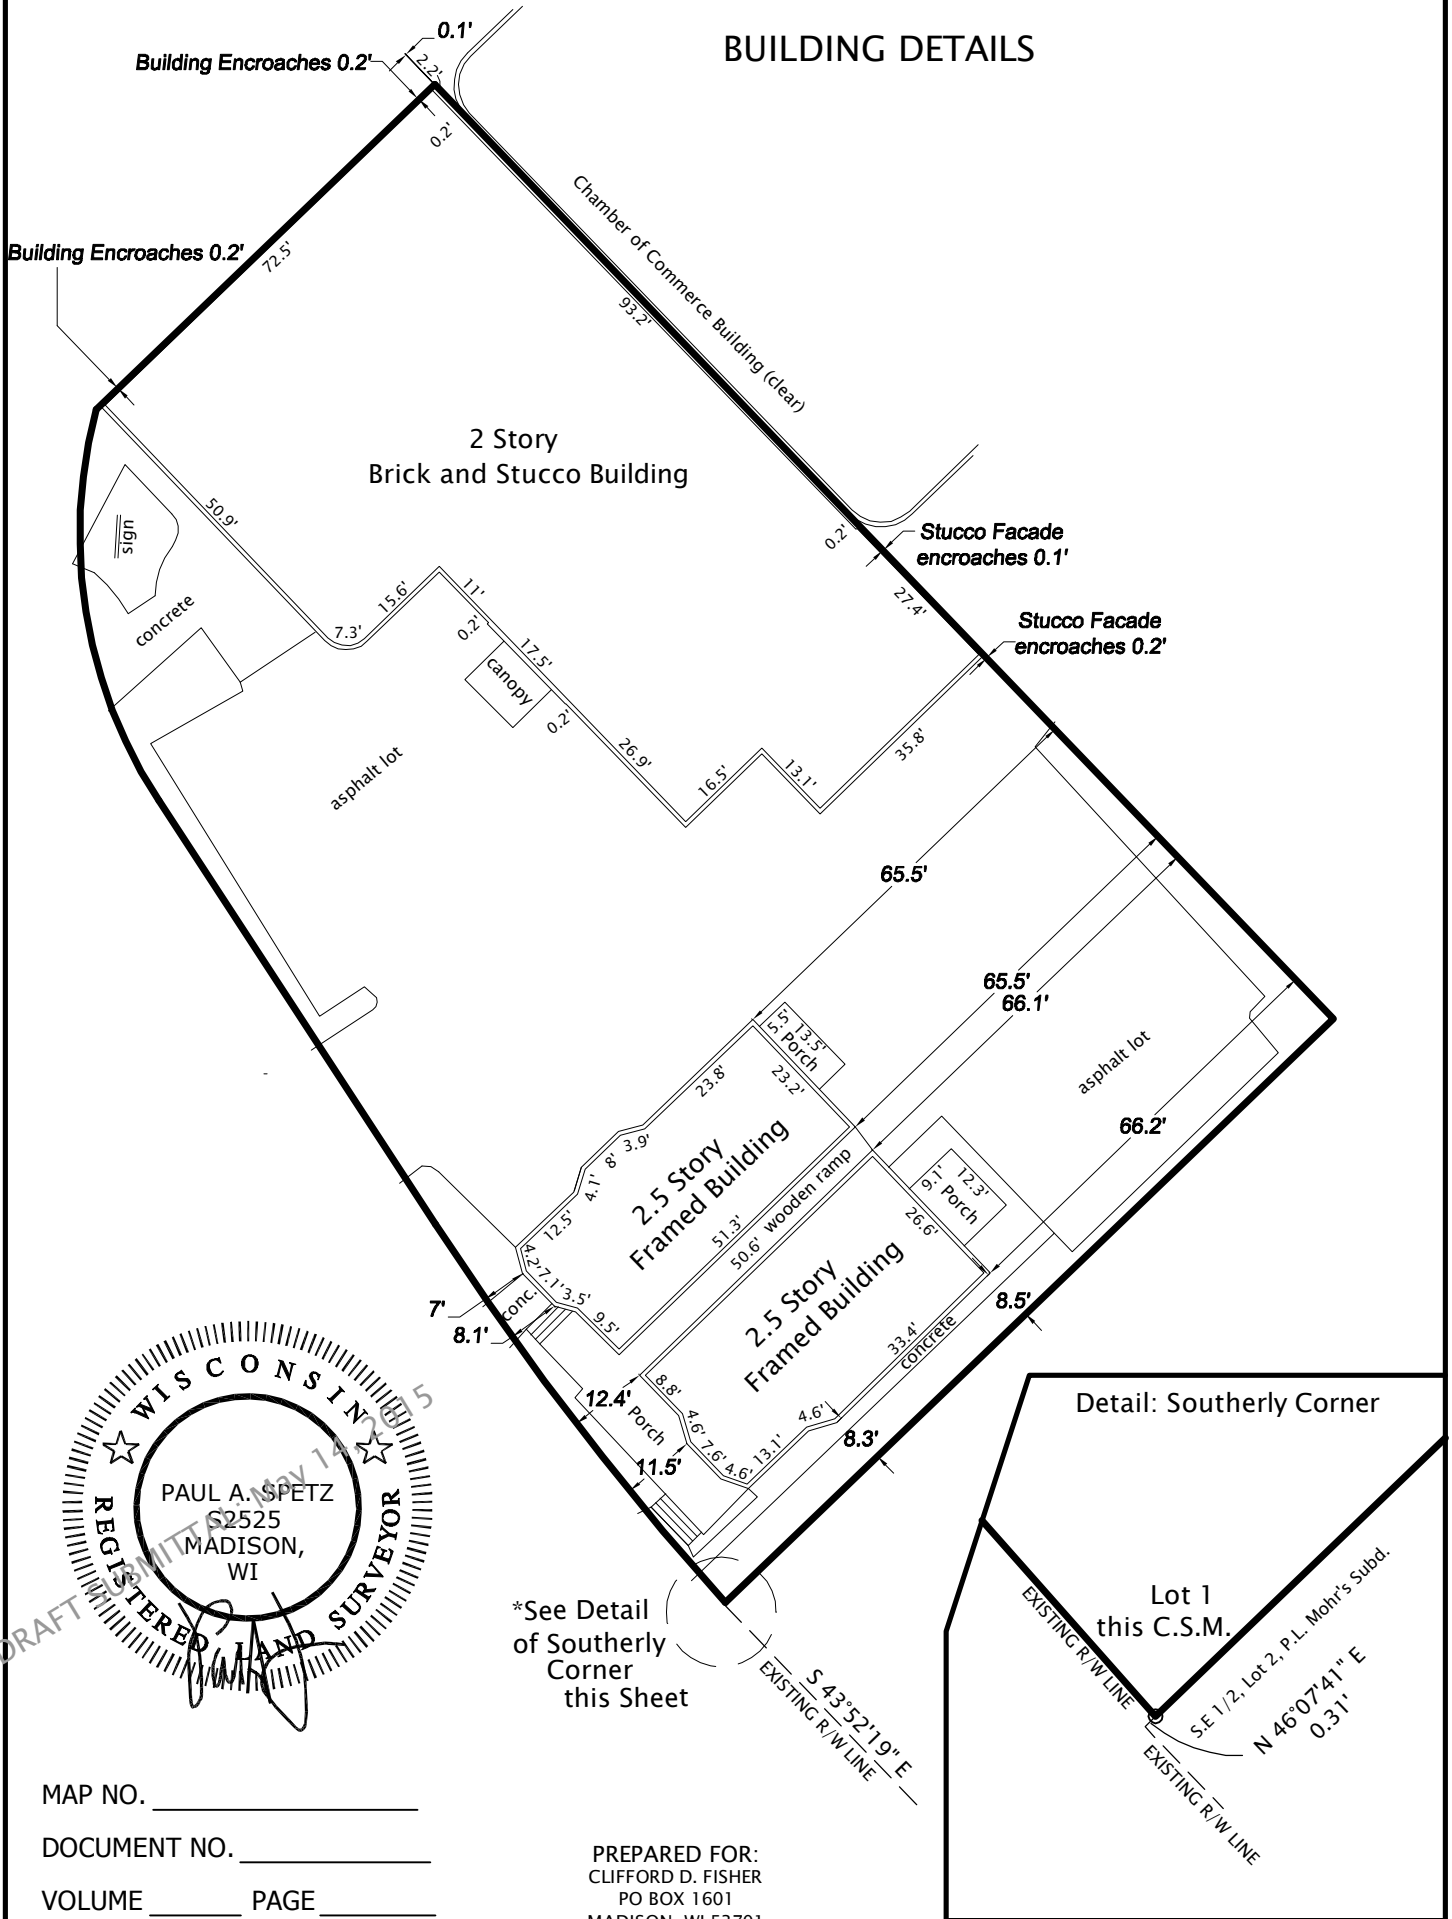 BUILDING DETAILS
0.1'
Building Encroaches 0.2'
2.2'
0.2'
Chamber of Commerce Building (clear)
Building Encroaches 0.2'
72.5'
93.2'
2 Story
Brick and Stucco Building
50.9'
sign
concrete
7.3'
15.6'
11'
0.2'
17.5'
canopy
0.2'
26.9'
16.5'
13.1'
35.8'
0.2'
Stucco Facade
encroaches 0.1'
27.4'
Stucco Facade
encroaches 0.2'
asphalt lot
65.5'
65.5'
66.1'
asphalt lot
66.2'
5.5'
13.5'
Porch
23.8'
23.2'
3.9'
8'
4.1'
12.5'
4.2'
7.1'
3.5'
9.5'
2.5 Story
Framed Building
51.3'
wooden ramp
50.6'
9.1'
12.3'
Porch
26.6'
2.5 Story
Framed Building
33.4'
concrete
8.5'
7'
8.1'
conc.
12.4'
Porch
8.8'
4.6'
7.6'
4.6'
13.1'
4.6'
11.5'
8.3'
WISCONSIN
PAUL A. SPETZ
S2525
MADISON,
WI
REGISTERED LAND SURVEYOR
DRAFT SUBMITTAL: May 14, 2015
*See Detail
of Southerly
Corner
this Sheet
S 43°52'19" E
EXISTING R/W LINE
Detail: Southerly Corner
Lot 1
this C.S.M.
EXISTING R/W LINE
S.E 1/2, Lot 2, P.L. Mohr's Subd.
N 46°07'41" E
0.31'
EXISTING R/W LINE
MAP NO.
DOCUMENT NO.
VOLUME PAGE
PREPARED FOR:
CLIFFORD D. FISHER
PO BOX 1601
MADISON, WI 53701